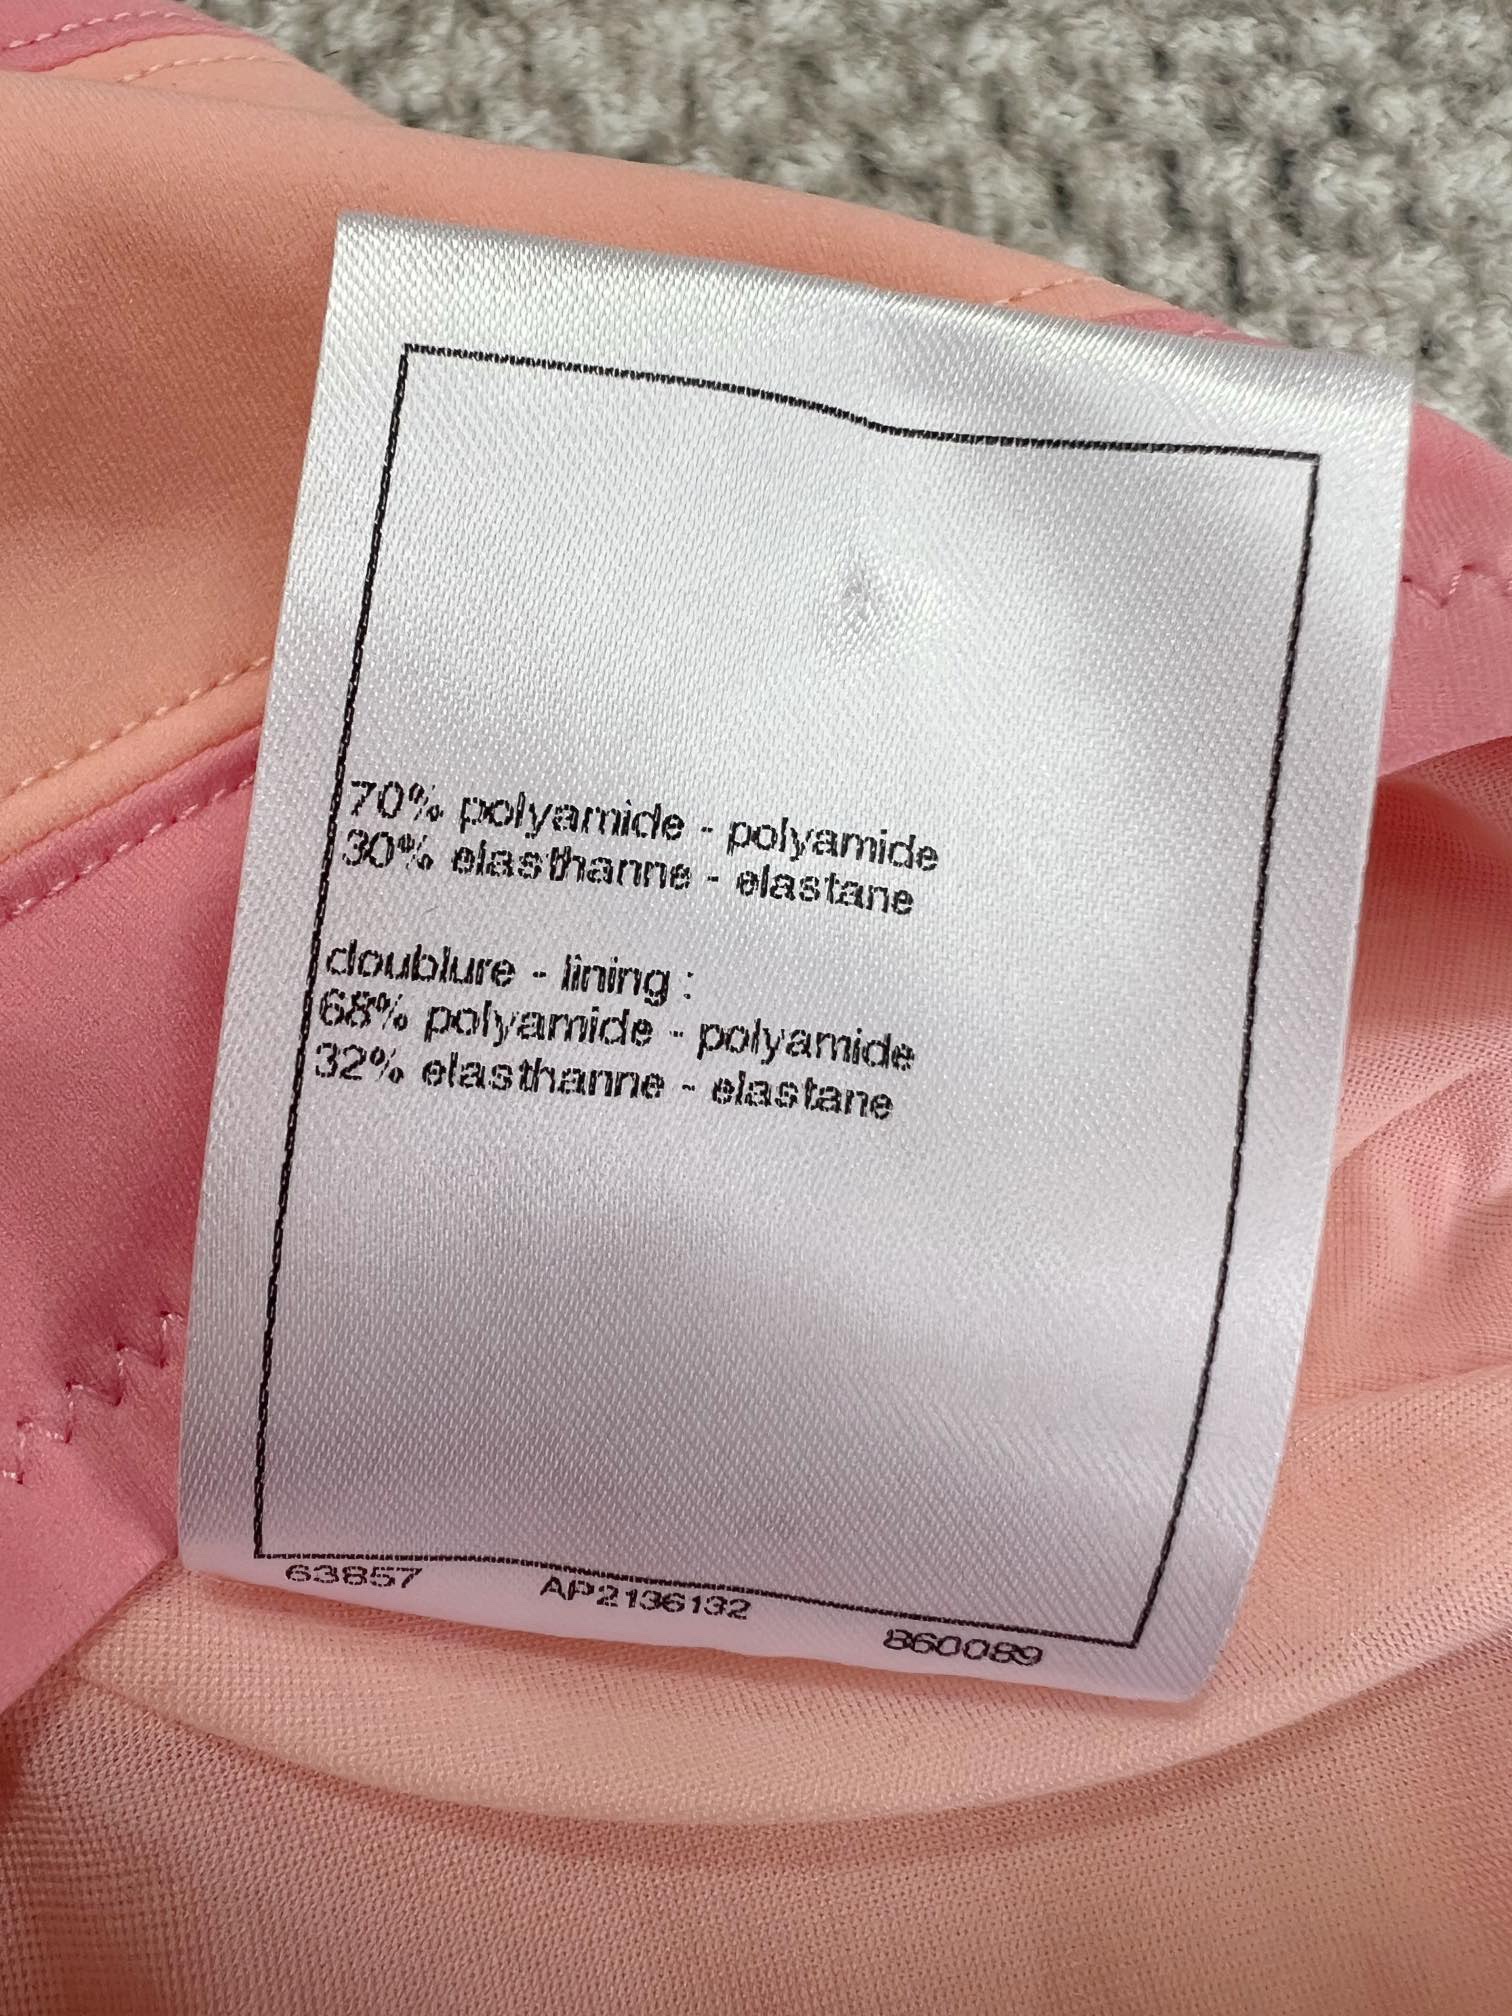 70% polyamide - polyamide
30% elasthanne - elastane
doublure - lining :
68% polyamide - polyamide
32% elasthanne - elastane
63857 AP2136132 860089